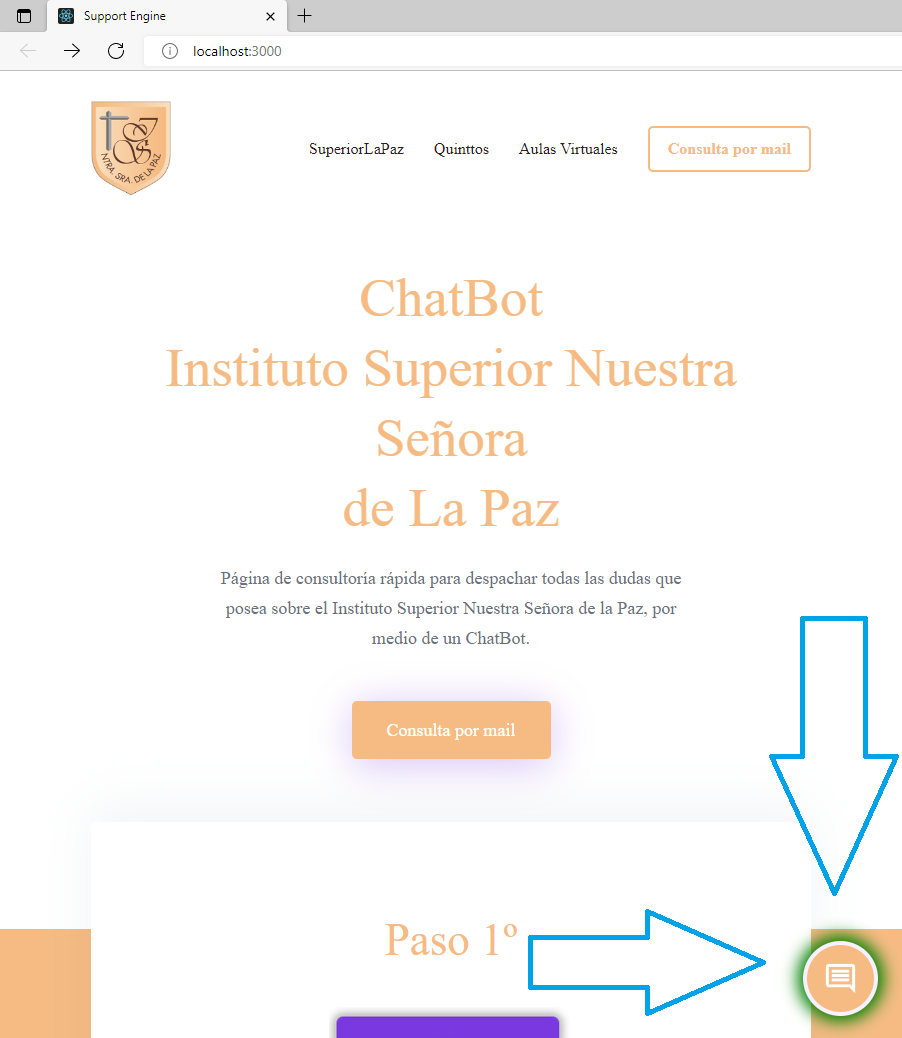 Support Engine
localhost:3000
NTRA. SRA. DE LA PAZ
SuperiorLaPaz
Quinttos
Aulas Virtuales
Consulta por mail
ChatBot
Instituto Superior Nuestra
Señora
de La Paz
Página de consultoría rápida para despachar todas las dudas que
posea sobre el Instituto Superior Nuestra Señora de la Paz, por
medio de un ChatBot.
Consulta por mail
Paso 1º